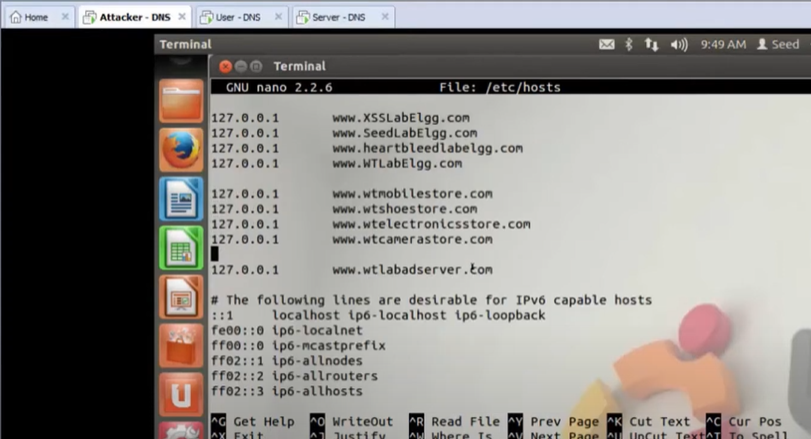 Home Attacker - DNS User - DNS Server - DNS
Terminal 9:49 AM Seed
Terminal
GNU nano 2.2.6 File: /etc/hosts
127.0.0.1 www.XSSLabElgg.com
127.0.0.1 www.SeedLabElgg.com
127.0.0.1 www.heartbleedlabelgg.com
127.0.0.1 www.WTLabElgg.com
127.0.0.1 www.wtmobilestore.com
127.0.0.1 www.wtshoestore.com
127.0.0.1 www.wtelectronicsstore.com
127.0.0.1 www.wtcamerastore.com
127.0.0.1 www.wtlabadserver.com
# The following lines are desirable for IPv6 capable hosts
::1 localhost ip6-localhost ip6-loopback
fe00::0 ip6-localnet
ff00::0 ip6-mcastprefix
ff02::1 ip6-allnodes
ff02::2 ip6-allrouters
ff02::3 ip6-allhosts
^G Get Help ^O WriteOut ^R Read File ^Y Prev Page ^K Cut Text ^C Cur Pos
^X Exit ^J Justify ^W Where Is ^V Next Page ^U UnCut Text ^T To Spell